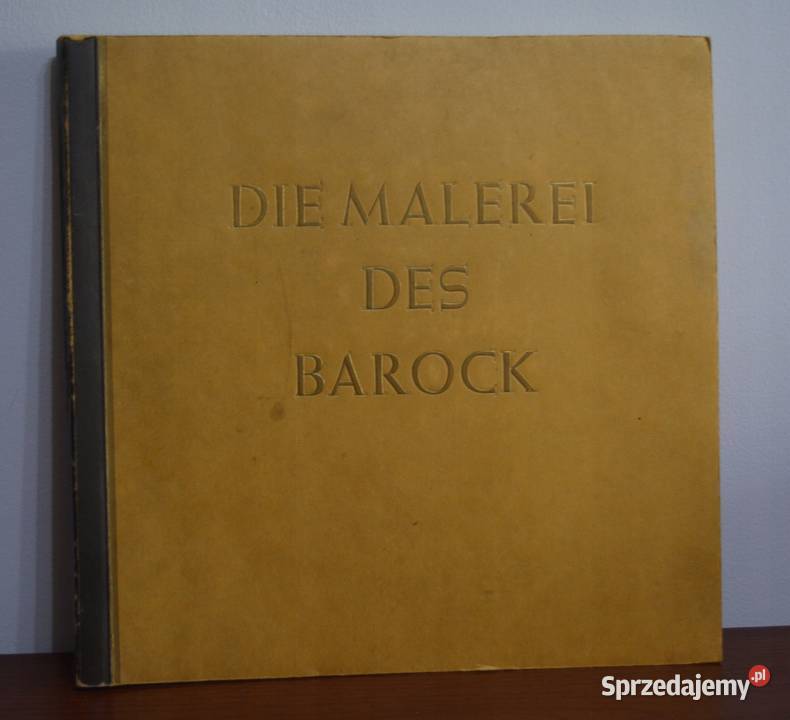 DIE MALEREI
DES
BAROCK
Sprzedajemy.pl